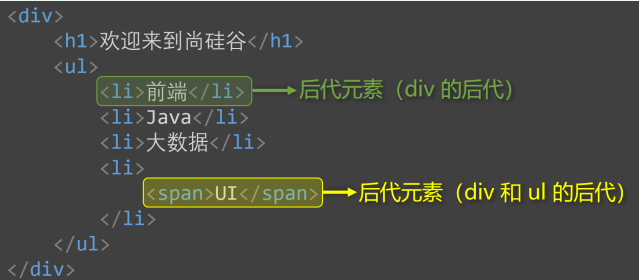 <div>
<h1>欢迎来到尚硅谷</h1>
<ul>
<li>前端</li> 后代元素（div 的后代）
<li>Java</li>
<li>大数据</li>
<li>
<span>UI</span> 后代元素（div 和 ul 的后代）
</li>
</ul>
</div>